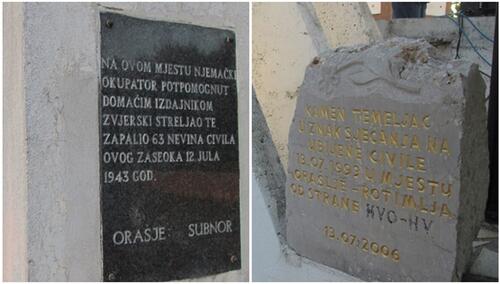 NA OVOM MJESTU NJEMAČKI
OKUPATOR POTPOMOGNUT
DOMAĆIM IZDAJNIKOM
ZVJERSKI STRELJAO TE
ZAPALIO 63 NEVINA CIVILA
OVOG ZASEOKA 12. JULA
1943 GOD.
ORASJE: SUBNOR
KAMEN TEMELJAC
U ZNAK SJEĆANJA NA
UBIJENE CIVILE
13.07.1993 U MJESTU
ORAŠLJE - ROTIMLJA
OD STRANE HVO-HV
13.07.2006